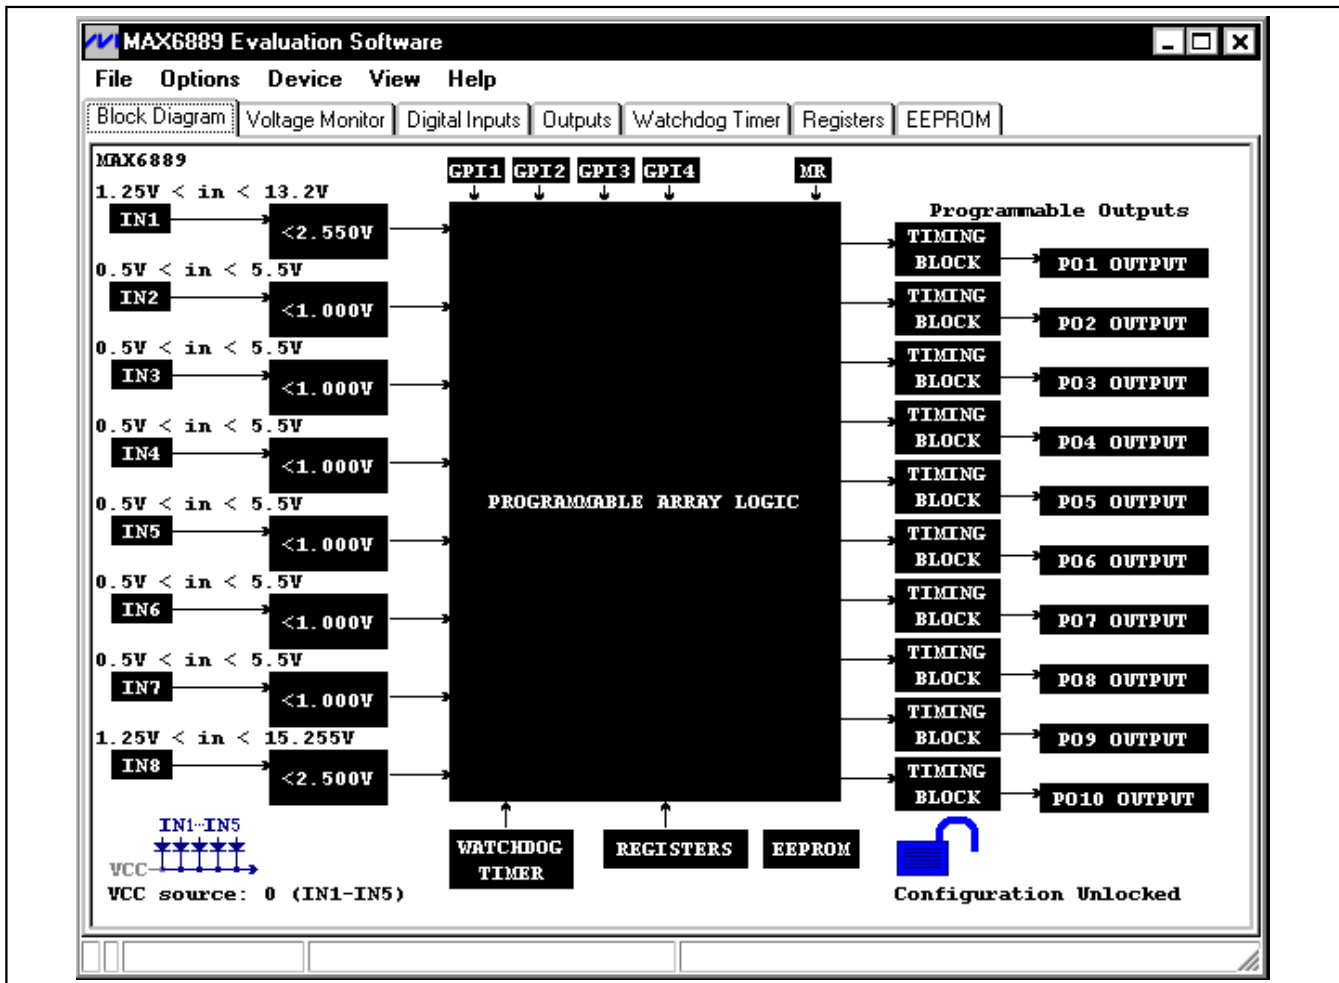 MAX6889 Evaluation Software
File Options Device View Help
Block Diagram Voltage Monitor Digital Inputs Outputs Watchdog Timer Registers EEPROM
MAX6889
1.25V < in < 13.2V
IN1
<2.550V
0.5V < in < 5.5V
IN2
<1.000V
0.5V < in < 5.5V
IN3
<1.000V
0.5V < in < 5.5V
IN4
<1.000V
0.5V < in < 5.5V
IN5
<1.000V
0.5V < in < 5.5V
IN6
<1.000V
0.5V < in < 5.5V
IN7
<1.000V
1.25V < in < 15.255V
IN8
<2.500V
IN1-IN5
VCC
VCC source: 0 (IN1-IN5)
GPI1 GPI2 GPI3 GPI4 MR
PROGRAMMABLE ARRAY LOGIC
WATCHDOG
TIMER
REGISTERS
EEPROM
Programmable Outputs
TIMING
BLOCK
PO1 OUTPUT
TIMING
BLOCK
PO2 OUTPUT
TIMING
BLOCK
PO3 OUTPUT
TIMING
BLOCK
PO4 OUTPUT
TIMING
BLOCK
PO5 OUTPUT
TIMING
BLOCK
PO6 OUTPUT
TIMING
BLOCK
PO7 OUTPUT
TIMING
BLOCK
PO8 OUTPUT
TIMING
BLOCK
PO9 OUTPUT
TIMING
BLOCK
PO10 OUTPUT
Configuration Unlocked